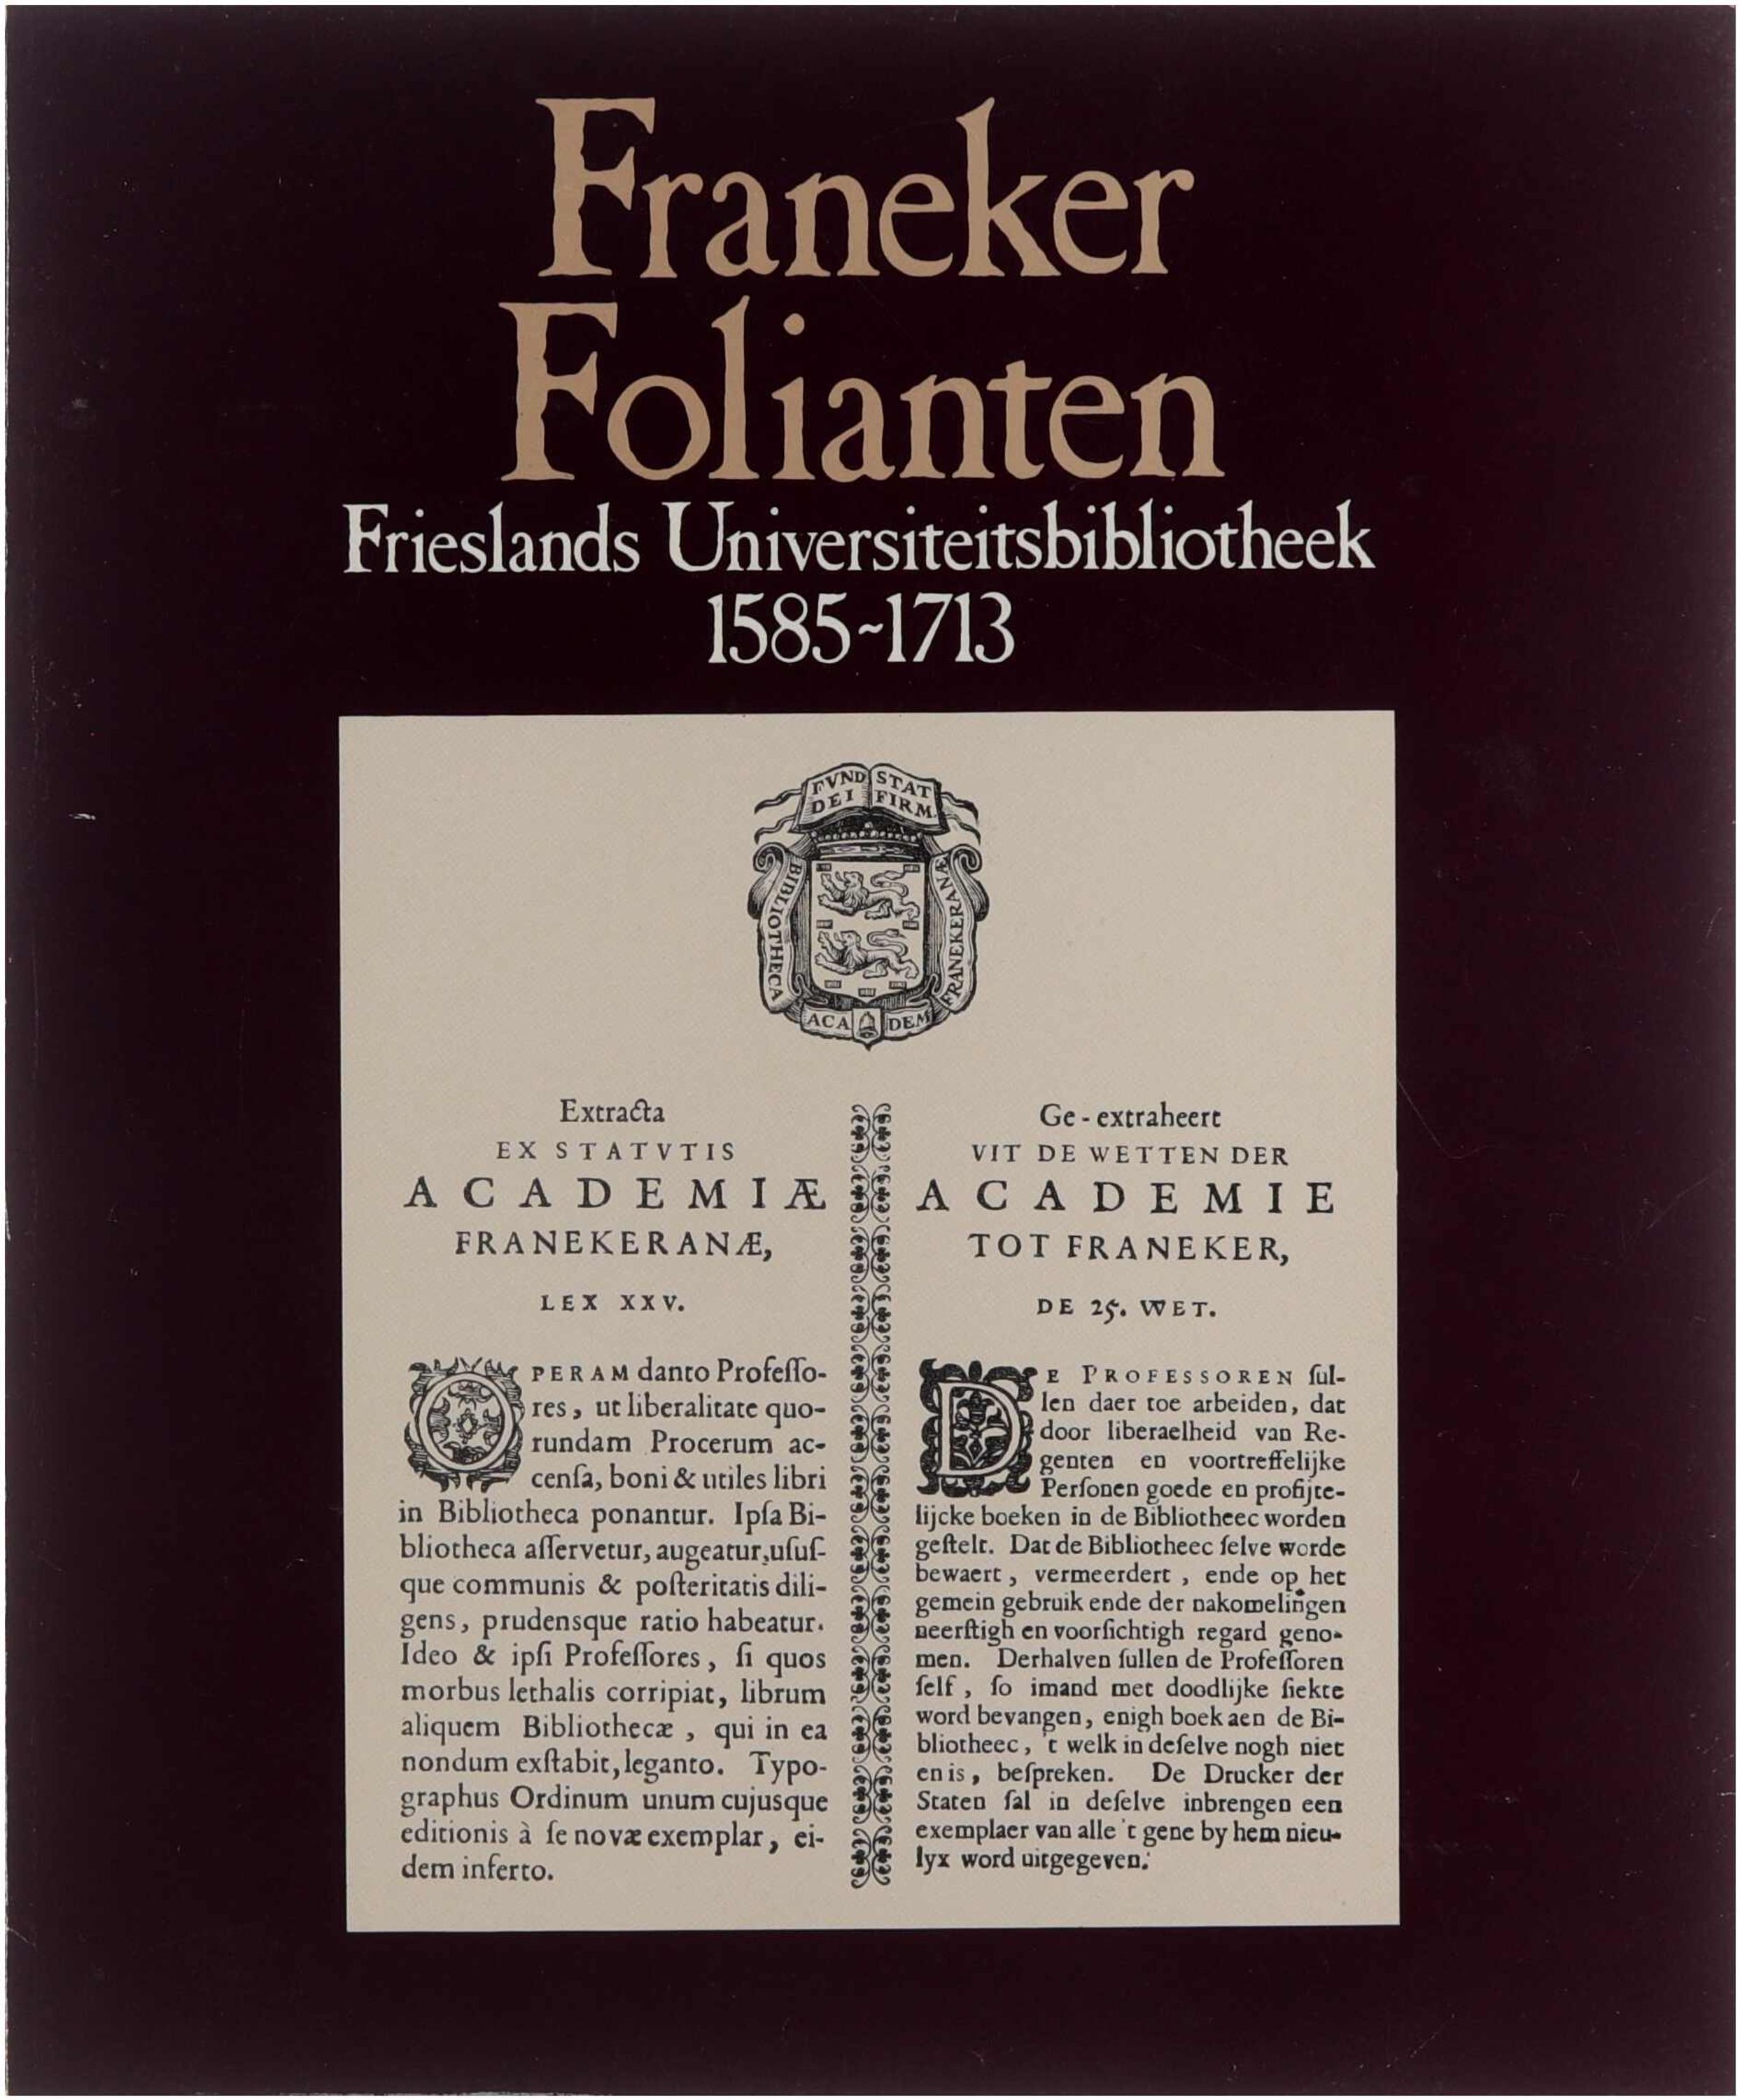 Franeker
Folianten
Frieslands Universiteitsbibliotheek
1585~1713
FVND STAT
DEI FIRM.
BIBLIOTHECA
FRANEKERANÆ
ACA DEM
Extracta
EX STATVTIS
ACADEMIÆ
FRANEKERANÆ,
LEX XXV.
OPERAM danto Profeſſo-
res, ut liberalitate quo-
rundam Procerum ac-
cenſa, boni & utiles libri
in Bibliotheca ponantur. Ipſa Bi-
bliotheca aſſervetur, augeatur, uſuſ-
que communis & poſteritatis dili-
gens, prudensque ratio habeatur.
Ideo & ipſi Profeſſores, ſi quos
morbus lethalis corripiat, librum
aliquem Bibliothecæ, qui in ea
nondum exſtabit, leganto. Typo-
graphus Ordinum unum cujusque
editionis à ſe novæ exemplar, ei-
dem inferto.
Ge-extraheert
VIT DE WETTEN DER
ACADEMIE
TOT FRANEKER,
DE 25. WET.
DE PROFESSOREN ſul-
len daer toe arbeiden, dat
door liberaelheid van Re-
genten en voortreffelijke
Perſonen goede en profijte-
lijcke boeken in de Bibliotheec worden
geſtelt. Dat de Bibliotheec ſelve worde
bewaert, vermeerdert, ende op het
gemein gebruik ende der nakomelingen
neerſtigh en voorſichtigh regard geno-
men. Derhalven ſullen de Profeſſoren
ſelf, ſo imand met doodlijke ſiekte
word bevangen, enigh boek aen de Bi-
bliotheec, 't welk in deſelve nogh niet
en is, beſpreken. De Drucker der
Staten ſal in deſelve inbrengen een
exemplaer van alle 't gene by hem nieu-
lyx word uitgegeven.